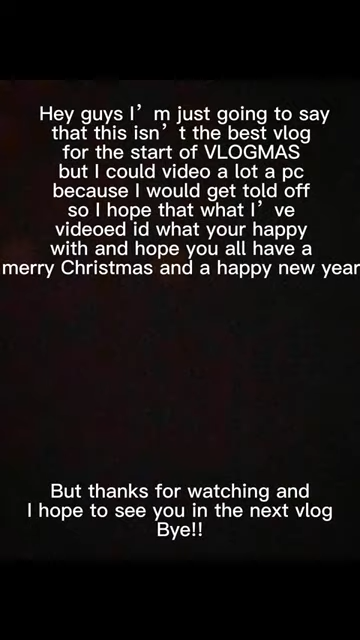 Hey guys I’m just going to say
that this isn’t the best vlog
for the start of VLOGMAS
but I could video a lot a pc
because I would get told off
so I hope that what I’ve
videoed id what your happy
with and hope you all have a
merry Christmas and a happy new year
But thanks for watching and
I hope to see you in the next vlog
Bye!!